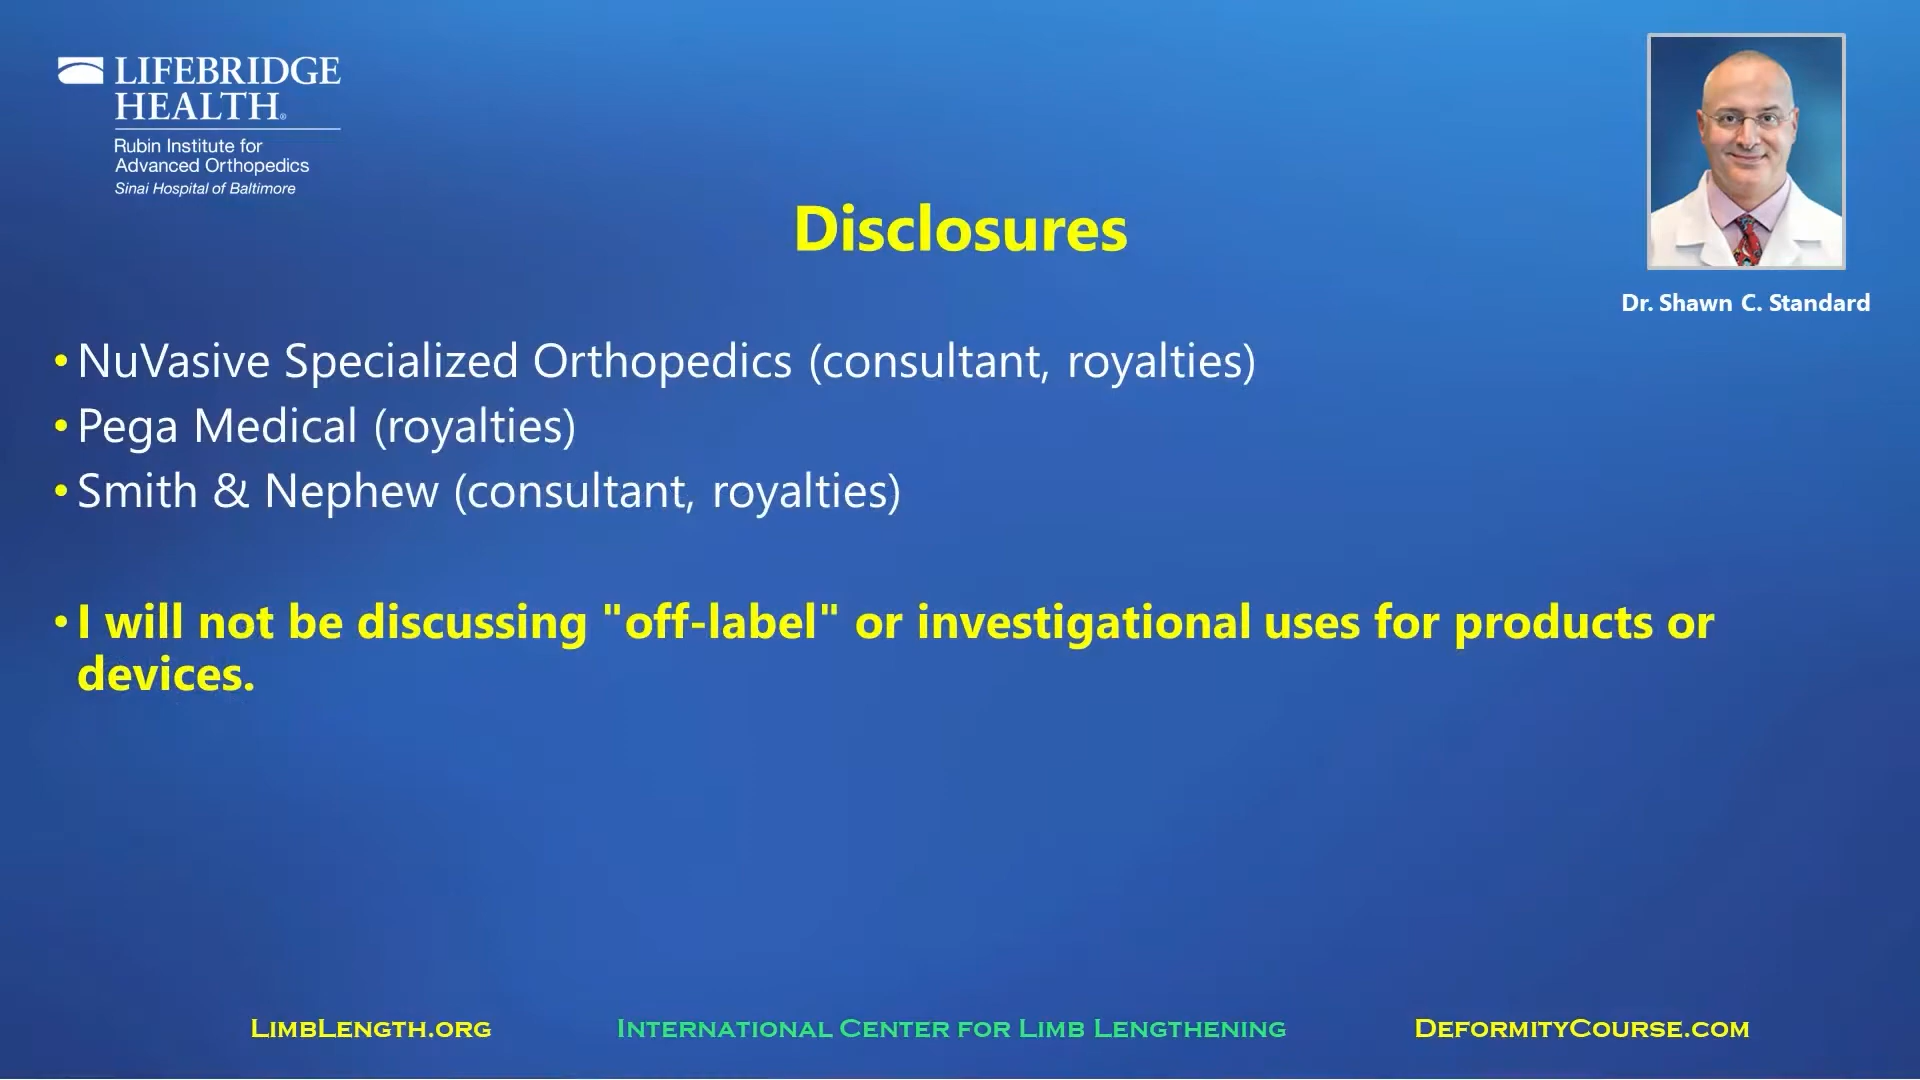 LIFEBRIDGE
HEALTH®
Rubin Institute for
Advanced Orthopedics
Sinai Hospital of Baltimore
Disclosures
Dr. Shawn C. Standard
• NuVasive Specialized Orthopedics (consultant, royalties)
• Pega Medical (royalties)
• Smith & Nephew (consultant, royalties)
• I will not be discussing "off-label" or investigational uses for products or
devices.
LimbLength.org
International Center for Limb Lengthening
DeformityCourse.com